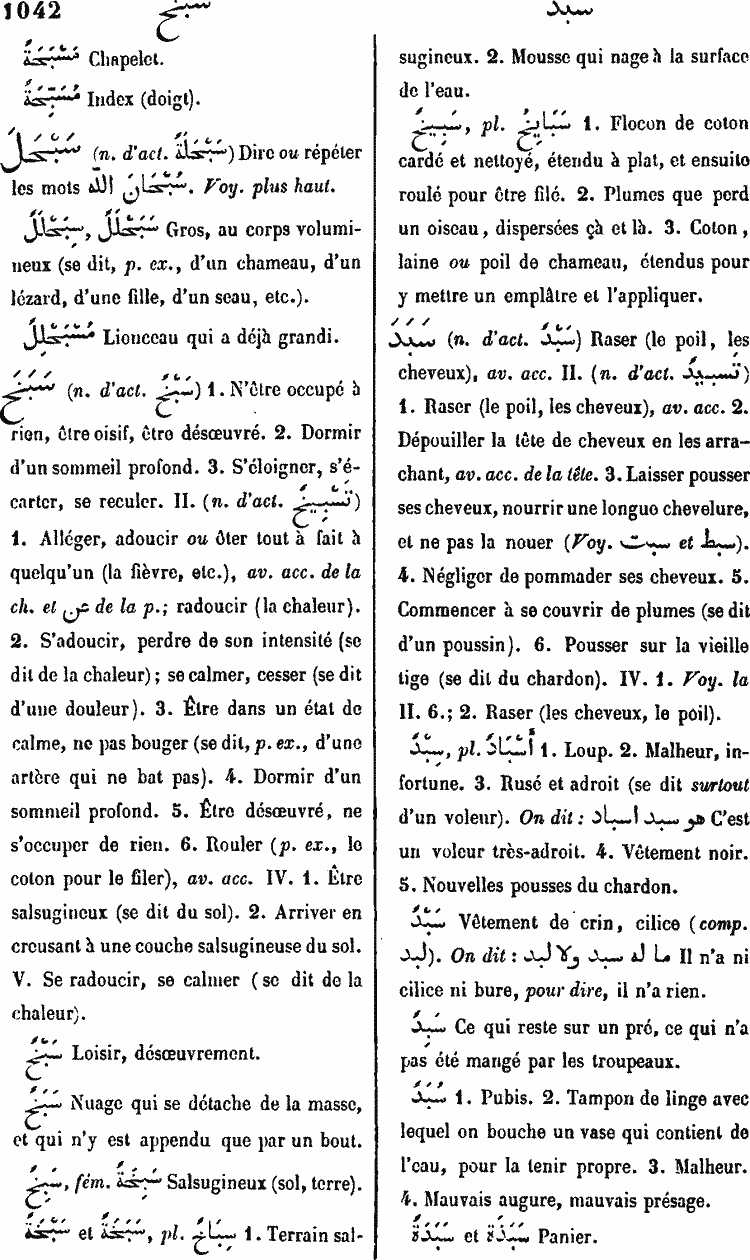 1042 سبخ
سبد
مِسْبَحَةٌ Chapelet.
مُسَبِّحَةٌ Index (doigt).
سَبْحَلَ (n. d'act. سَبْحَلَةٌ) Dire ou répéter
les mots سُبْحَانَ اللّٰه. Voy. plus haut.
سَبَحْلَلٌ, سِبَحْلَلٌ Gros, au corps volumi-
neux (se dit, p. ex., d'un chameau, d'un
lézard, d'une fille, d'un seau, etc.).
Lionceau qui a déjà grandi.
سَبَخَ (n. d'act. سَبْخٌ) 1. N'être occupé à
rien, être oisif, être désœuvré. 2. Dormir
d'un sommeil profond. 3. S'éloigner, s'é-
carter, se reculer. II. (n. d'act. تَسْبِيخٌ)
1. Alléger, adoucir ou ôter tout à fait à
quelqu'un (la fièvre, etc.), av. acc. de la
ch. et عن de la p.; radoucir (la chaleur).
2. S'adoucir, perdre de son intensité (se
dit de la chaleur); se calmer, cesser (se dit
d'une douleur). 3. Être dans un état de
calme, ne pas bouger (se dit, p. ex., d'une
artère qui ne bat pas). 4. Dormir d'un
sommeil profond. 5. Être désœuvré, ne
s'occuper de rien. 6. Rouler (p. ex., le
coton pour le filer), av. acc. IV. 1. Être
salsugineux (se dit du sol). 2. Arriver en
creusant à une couche salsugineuse du sol.
V. Se radoucir, se calmer (se dit de la
chaleur).
سَبْخٌ Loisir, désœuvrement.
سَبَخٌ Nuage qui se détache de la masse,
et qui n'y est appendu que par un bout.
سَبِخٌ, fém. سَبِخَةٌ Salsugineux (sol, terre).
سَبَخَةٌ et سَبْخَةٌ, pl. سِبَاخٌ 1. Terrain sal-
sugineux. 2. Mousse qui nage à la surface
de l'eau.
سَبِيخٌ, pl. سَبَايِخُ 1. Flocon de coton
cardé et nettoyé, étendu à plat, et ensuite
roulé pour être filé. 2. Plumes que perd
un oiseau, dispersées çà et là. 3. Coton,
laine ou poil de chameau, étendus pour
y mettre un emplâtre et l'appliquer.
سَبَدَ (n. d'act. سَبْدٌ) Raser (le poil, les
cheveux), av. acc. II. (n. d'act. تَسْبِيدٌ)
1. Raser (le poil, les cheveux), av. acc. 2.
Dépouiller la tête de cheveux en les arra-
chant, av. acc. de la tête. 3. Laisser pousser
ses cheveux, nourrir une longue chevelure,
et ne pas la nouer (Voy. سبت et سبط).
4. Négliger de pommader ses cheveux. 5.
Commencer à se couvrir de plumes (se dit
d'un poussin). 6. Pousser sur la vieille
tige (se dit du chardon). IV. 1. Voy. la
II. 6.; 2. Raser (les cheveux, le poil).
سِبْدٌ, pl. أَسْبَادٌ 1. Loup. 2. Malheur, in-
fortune. 3. Rusé et adroit (se dit surtout
d'un voleur). On dit : هو سبد اسباد C'est
un voleur très-adroit. 4. Vêtement noir.
5. Nouvelles pousses du chardon.
سَبَدٌ Vêtement de crin, cilice (comp.
لبد). On dit : ما له سبد ولا لبد Il n'a ni
cilice ni bure, pour dire, il n'a rien.
سَبِدٌ Ce qui reste sur un pré, ce qui n'a
pas été mangé par les troupeaux.
سُبَدٌ 1. Pubis. 2. Tampon de linge avec
lequel on bouche un vase qui contient de
l'eau, pour la tenir propre. 3. Malheur.
4. Mauvais augure, mauvais présage.
سَبَدَةٌ et سَبَذَةٌ Panier.